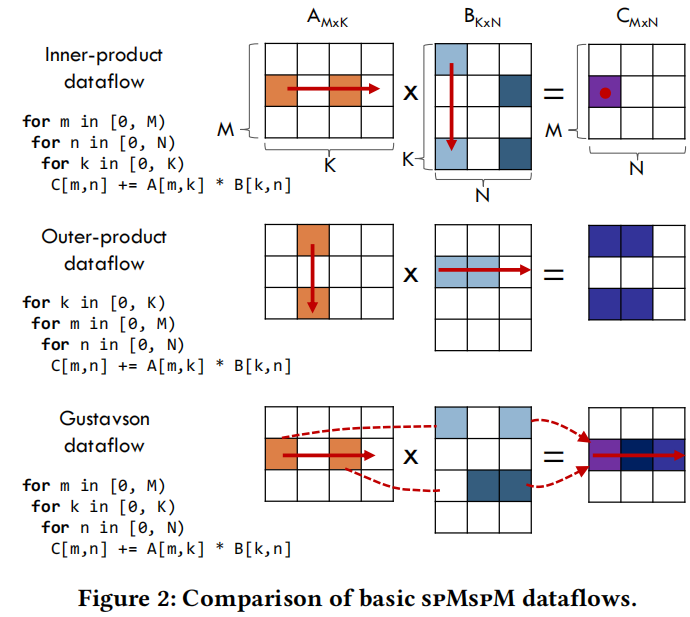 A_MxK B_KxN C_MxN
Inner-product
dataflow
for m in [0, M)
for n in [0, N)
for k in [0, K)
C[m,n] += A[m,k] * B[k,n]
M
K
x
K
N
=
M
N
Outer-product
dataflow
for k in [0, K)
for m in [0, M)
for n in [0, N)
C[m,n] += A[m,k] * B[k,n]
x
=
Gustavson
dataflow
for m in [0, M)
for k in [0, K)
for n in [0, N)
C[m,n] += A[m,k] * B[k,n]
x
=
Figure 2: Comparison of basic spMspM dataflows.